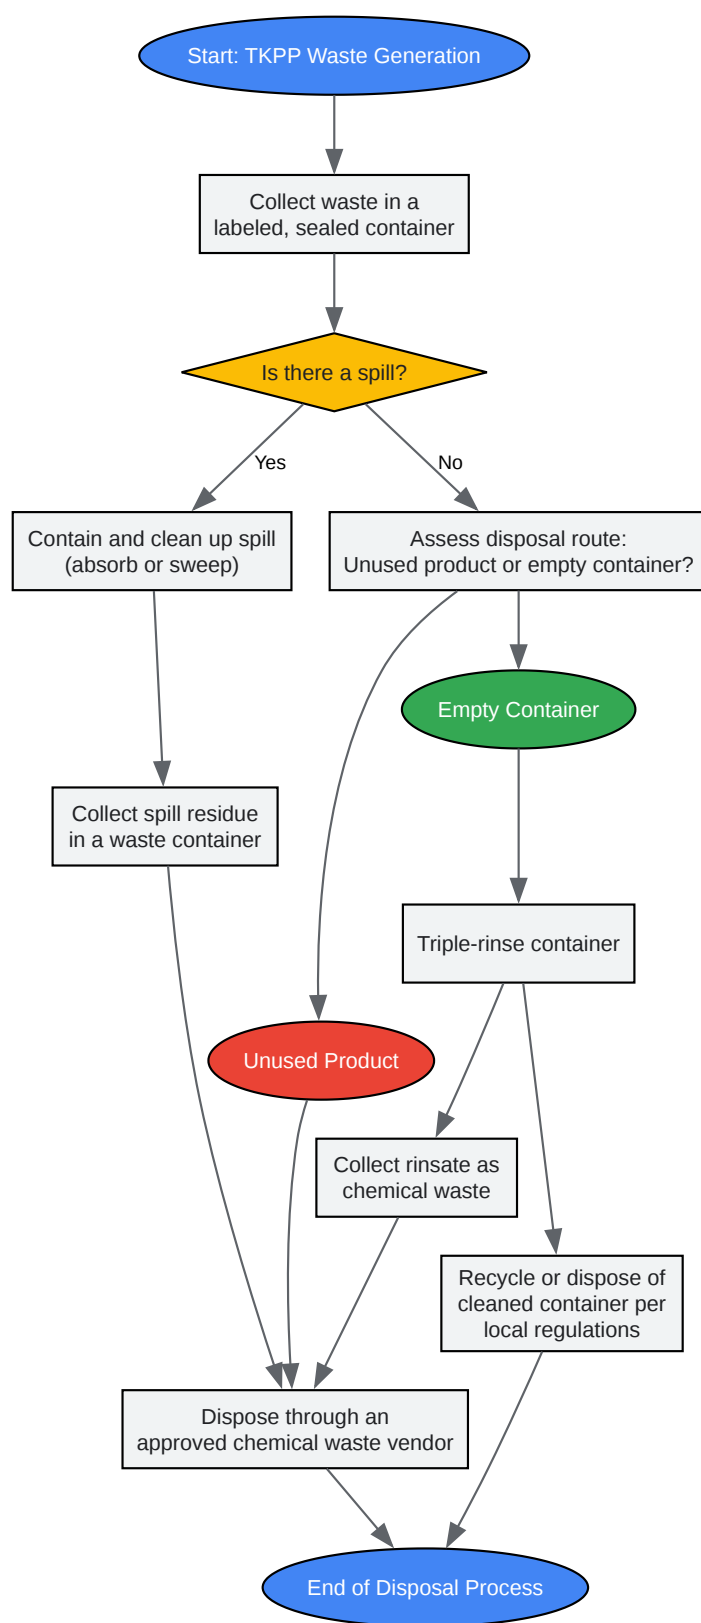 Start: TKPP Waste Generation
Collect waste in a
labeled, sealed container
Is there a spill?
Yes
No
Contain and clean up spill
(absorb or sweep)
Assess disposal route:
Unused product or empty container?
Empty Container
Collect spill residue
in a waste container
Triple-rinse container
Unused Product
Collect rinsate as
chemical waste
Recycle or dispose of
cleaned container per
local regulations
Dispose through an
approved chemical waste vendor
End of Disposal Process